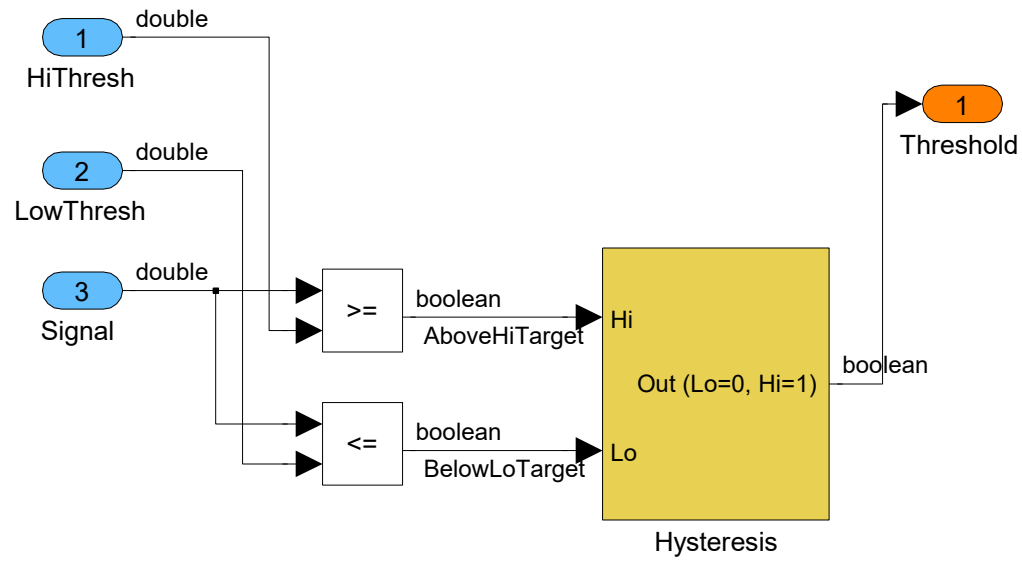 double
1
HiThresh
double
2
LowThresh
double
3
Signal
>=
boolean
AboveHiTarget
<=
boolean
BelowLoTarget
Hi
Out (Lo=0, Hi=1)
Lo
Hysteresis
boolean
1
Threshold